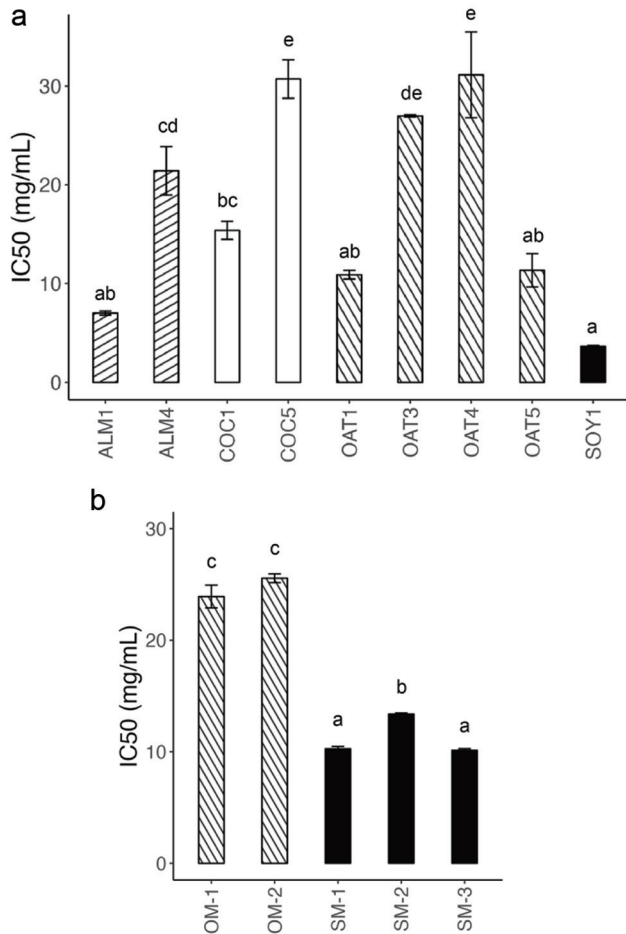 a
IC50 (mg/mL)
30
20
10
0
ab
cd
bc
e
ab
de
e
ab
a
ALM1
ALM4
COC1
COC5
OAT1
OAT3
OAT4
OAT5
SOY1
b
IC50 (mg/mL)
30
20
10
0
c
c
a
b
a
OM-1
OM-2
SM-1
SM-2
SM-3